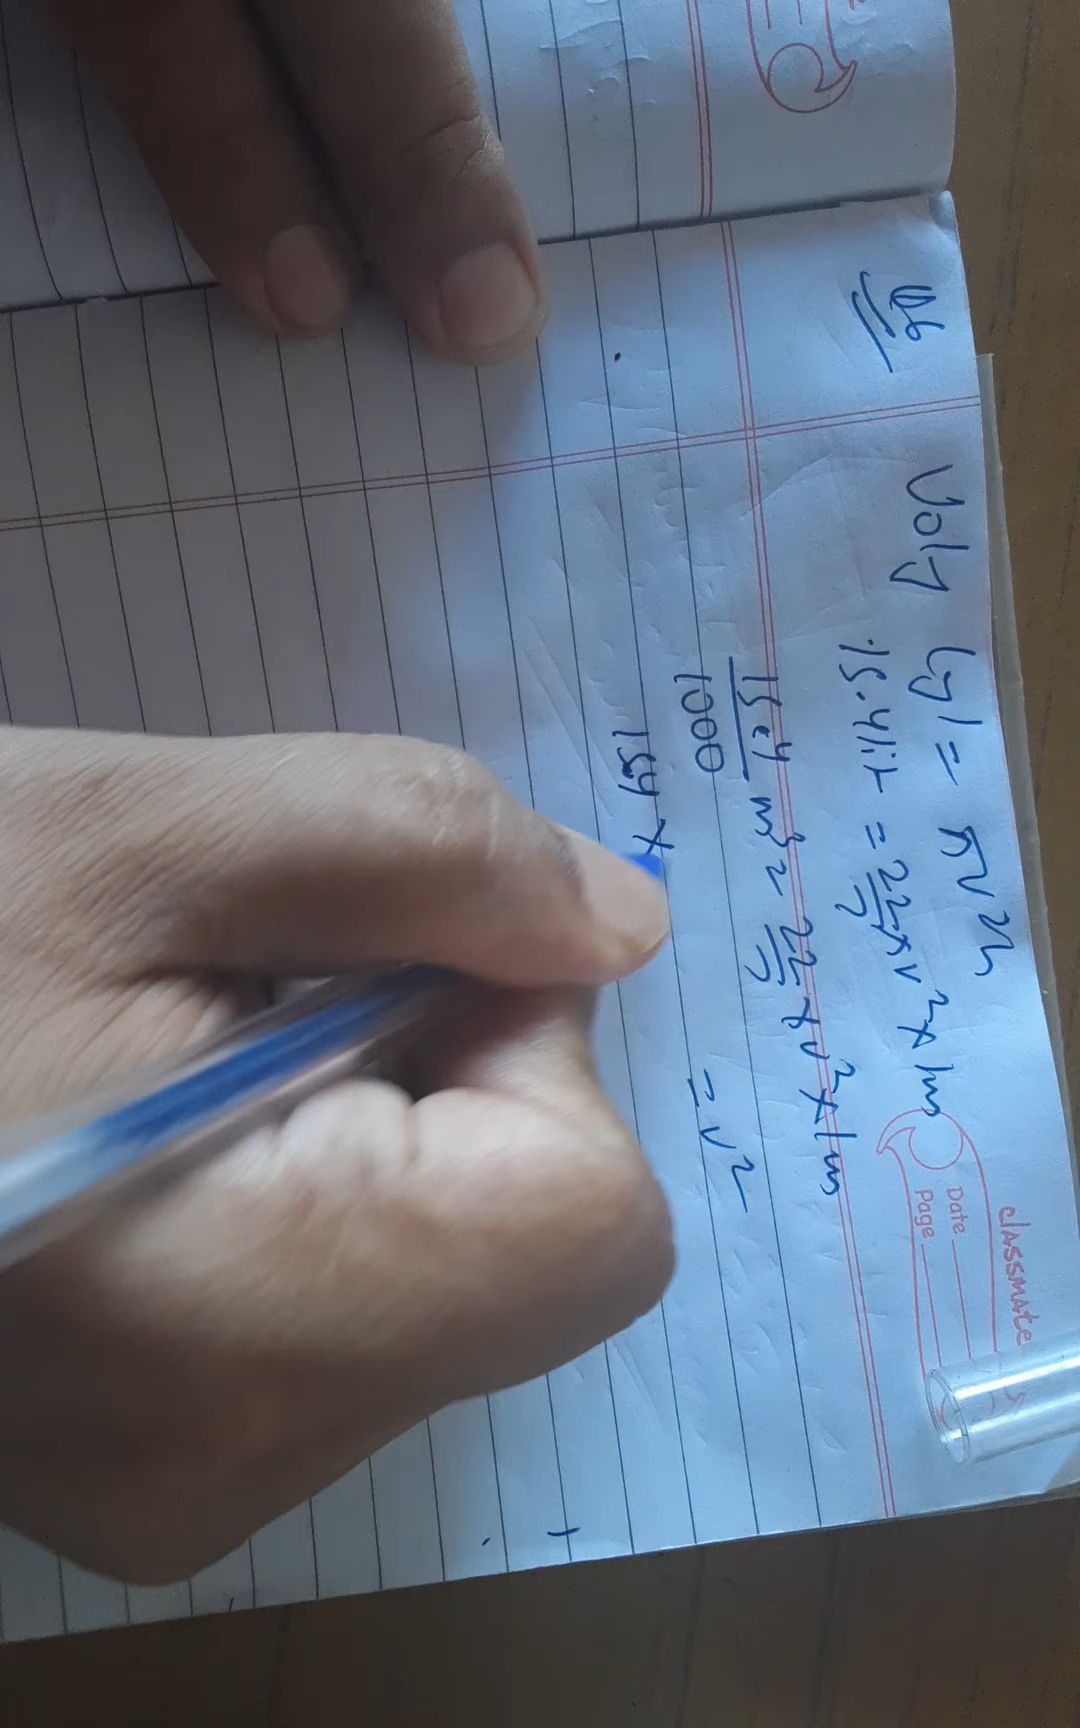 classmate
Date
Page
Q6
Vol of cyl = πr²h
15.4 lit = 22/7 × r² × 1m
15.4/1000 m³ = 22/7 × r² × 1m
154 × = r²